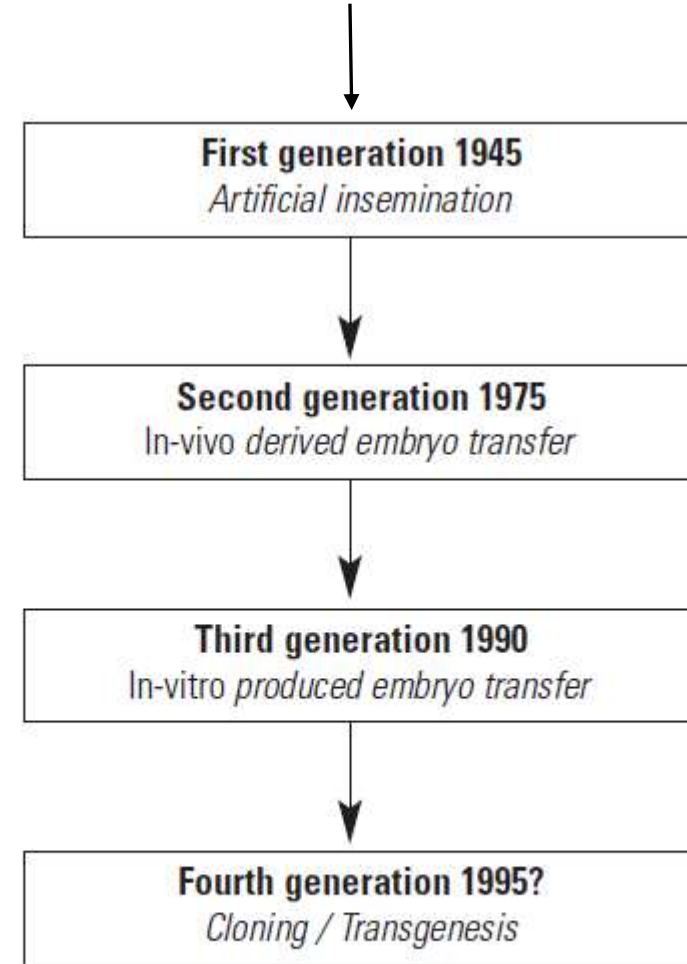 First generation 1945
Artificial insemination
Second generation 1975
In-vivo derived embryo transfer
Third generation 1990
In-vitro produced embryo transfer
Fourth generation 1995?
Cloning / Transgenesis